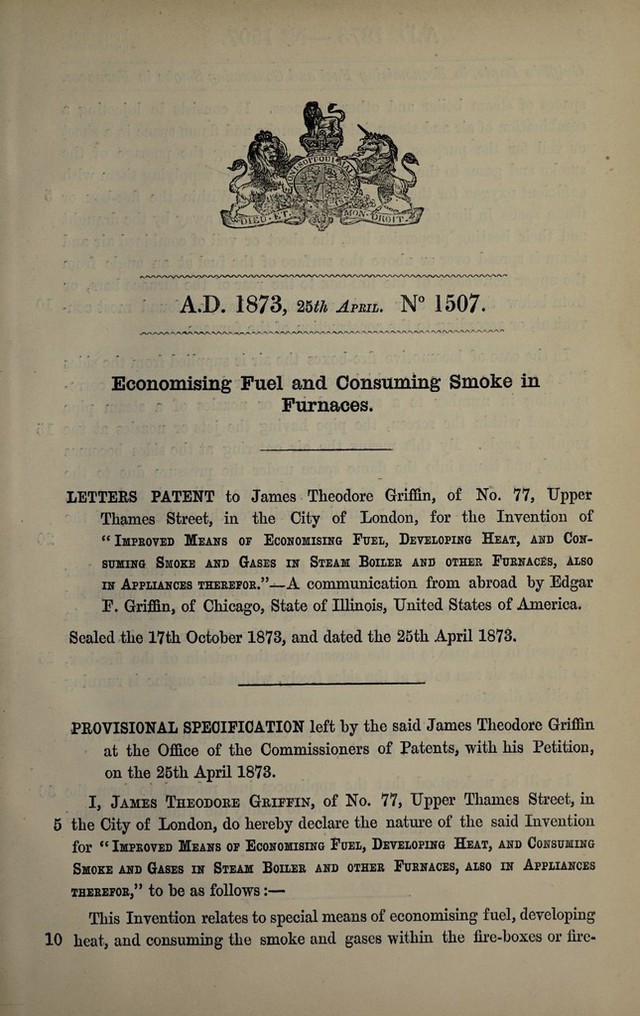 DIEU·ET· MON·DROIT·
A.D. 1873, 25th APRIL. N° 1507.
Economising Fuel and Consuming Smoke in
Furnaces.
LETTERS PATENT to James Theodore Griffin, of No. 77, Upper
Thames Street, in the City of London, for the Invention of
“IMPROVED MEANS OF ECONOMISING FUEL, DEVELOPING HEAT, AND CON-
SUMING SMOKE AND GASES IN STEAM BOILER AND OTHER FURNACES, ALSO
IN APPLIANCES THEREFOR.”—A communication from abroad by Edgar
F. Griffin, of Chicago, State of Illinois, United States of America.
Sealed the 17th October 1873, and dated the 25th April 1873.
PROVISIONAL SPECIFICATION left by the said James Theodore Griffin
at the Office of the Commissioners of Patents, with his Petition,
on the 25th April 1873.
I, JAMES THEODORE GRIFFIN, of No. 77, Upper Thames Street, in
5 the City of London, do hereby declare the nature of the said Invention
for “IMPROVED MEANS OF ECONOMISING FUEL, DEVELOPING HEAT, AND CONSUMING
SMOKE AND GASES IN STEAM BOILER AND OTHER FURNACES, ALSO IN APPLIANCES
THEREFOR,” to be as follows:—
This Invention relates to special means of economising fuel, developing
10 heat, and consuming the smoke and gases within the fire-boxes or fire-